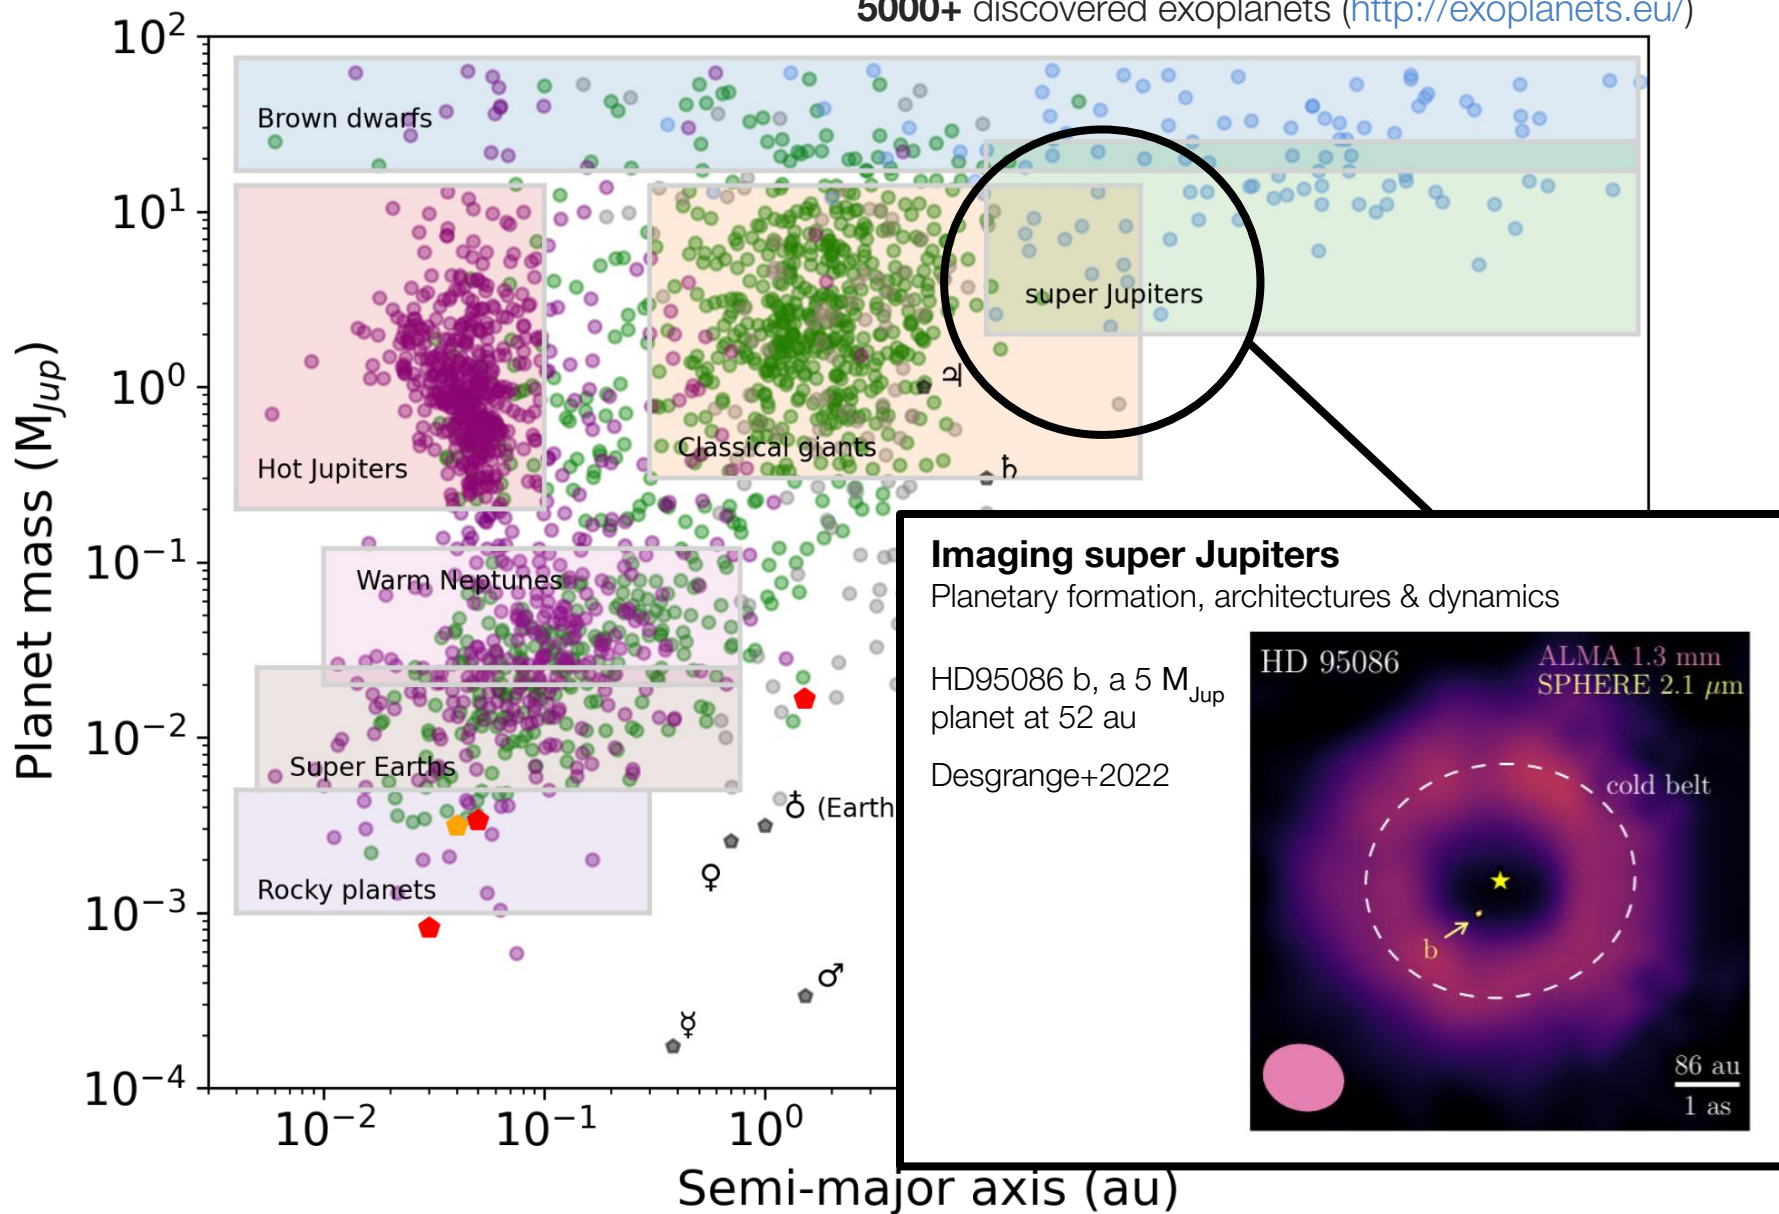 5000+ discovered exoplanets (http://exoplanets.eu/)
10²
Brown dwarfs
10¹
super Jupiters
Planet mass (M_Jup)
10⁰
♃
Classical giants
Hot Jupiters
♄
10⁻¹
Warm Neptunes
Imaging super Jupiters
Planetary formation, architectures & dynamics
HD 95086
ALMA 1.3 mm
SPHERE 2.1 μm
HD95086 b, a 5 M_Jup
planet at 52 au
10⁻²
Super Earths
Desgrange+2022
cold belt
♁ (Earth
♀
Rocky planets
10⁻³
b
♂
☿
86 au
1 as
10⁻⁴
10⁻² 10⁻¹ 10⁰
Semi-major axis (au)